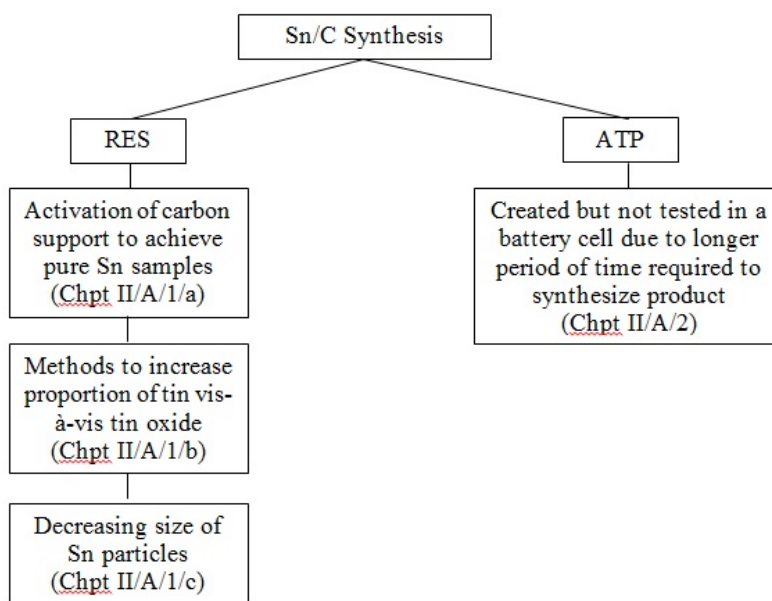 Sn/C Synthesis
RES
ATP
Activation of carbon
support to achieve
pure Sn samples
(Chpt II/A/1/a)
Created but not tested in a
battery cell due to longer
period of time required to
synthesize product
(Chpt II/A/2)
Methods to increase
proportion of tin vis-
à-vis tin oxide
(Chpt II/A/1/b)
Decreasing size of
Sn particles
(Chpt II/A/1/c)